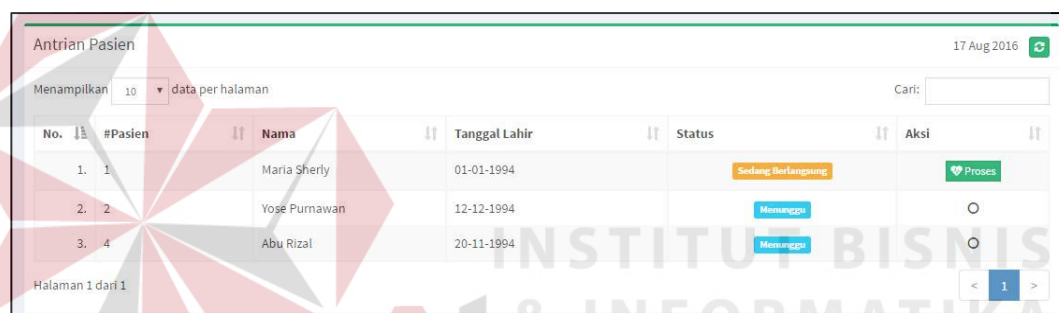 Antrian Pasien 17 Aug 2016
Menampilkan 10 data per halaman Cari:
No. #Pasien Nama Tanggal Lahir Status Aksi
1. 1 Maria Sherly 01-01-1994 Sedang Berlangsung Proses
2. 2 Yose Purnawan 12-12-1994 Menunggu
3. 4 Abu Rizal 20-11-1994 Menunggu
INSTITUT BISNIS
Halaman 1 dari 1 < 1 >
& INFORMATIKA